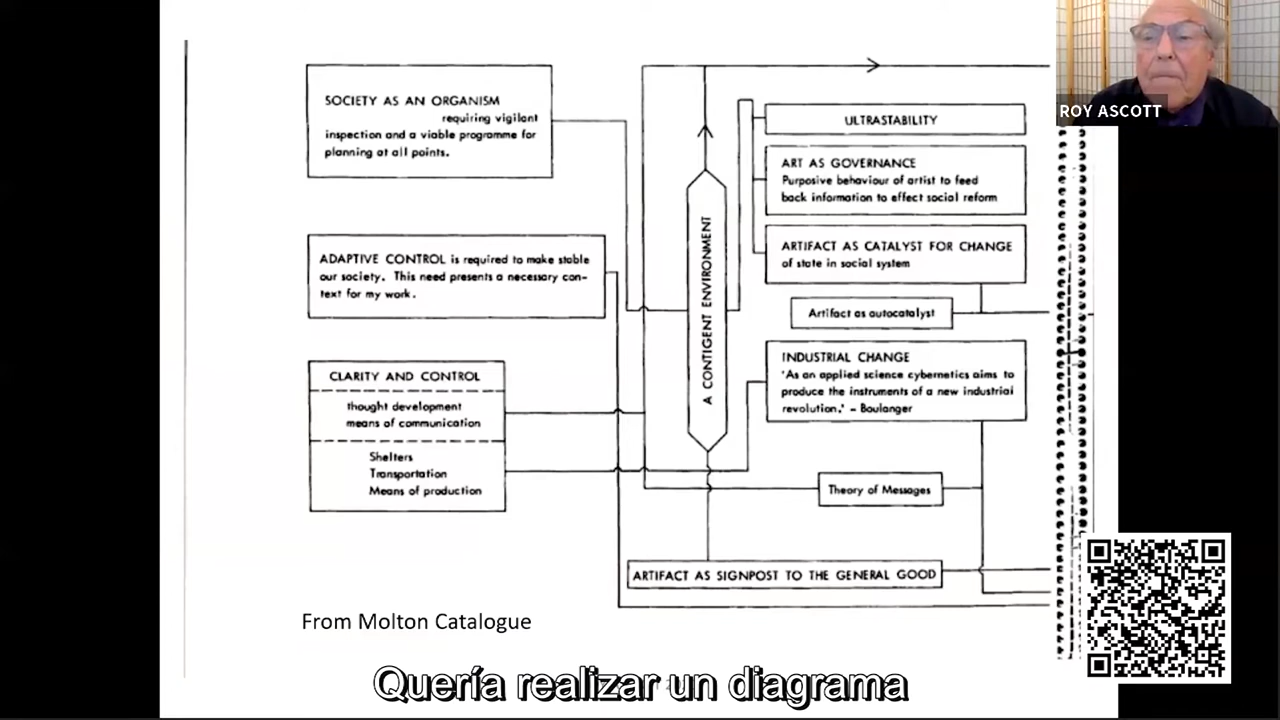 ROY ASCOTT
SOCIETY AS AN ORGANISM
requiring vigilant
inspection and a viable programme for
planning at all points.
ADAPTIVE CONTROL is required to make stable
our society. This need presents a necessary con-
text for my work.
CLARITY AND CONTROL
thought development
means of communication
Shelters
Transportation
Means of production
A CONTIGENT ENVIRONMENT
ULTRASTABILITY
ART AS GOVERNANCE
Purposive behaviour of artist to feed
back information to effect social reform
ARTIFACT AS CATALYST FOR CHANGE
of state in social system
Artifact as autocatalyst
INDUSTRIAL CHANGE
'As an applied science cybernetics aims to
produce the instruments of a new industrial
revolution.' - Boulanger
Theory of Messages
ARTIFACT AS SIGNPOST TO THE GENERAL GOOD
From Molton Catalogue
Quería realizar un diagrama